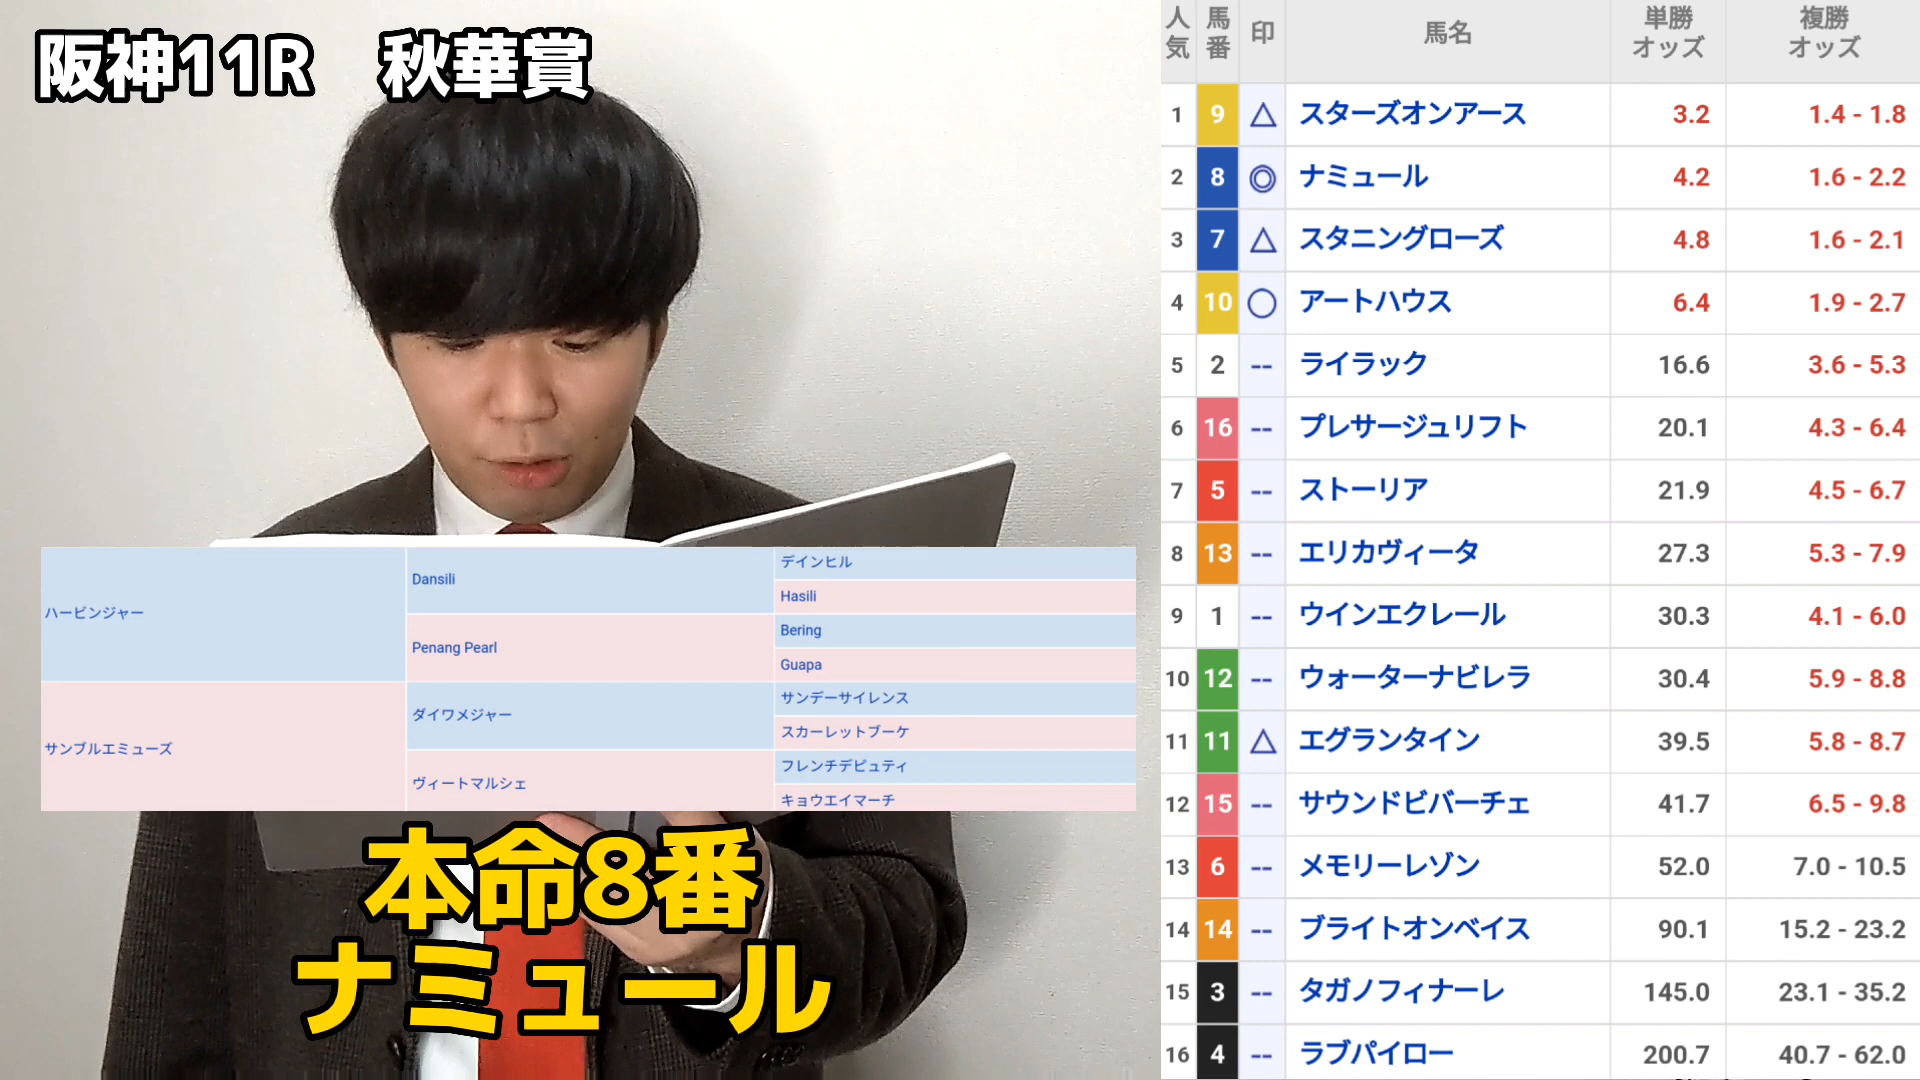 阪神11R 秋華賞
人気 馬番 印 馬名 単勝オッズ 複勝オッズ
1 9 △ スターズオンアース 3.2 1.4 - 1.8
2 8 ◎ ナミュール 4.2 1.6 - 2.2
3 7 △ スタニングローズ 4.8 1.6 - 2.1
4 10 ○ アートハウス 6.4 1.9 - 2.7
5 2 -- ライラック 16.6 3.6 - 5.3
6 16 -- プレサージュリフト 20.1 4.3 - 6.4
7 5 -- ストーリア 21.9 4.5 - 6.7
8 13 -- エリカヴィータ 27.3 5.3 - 7.9
9 1 -- ウインエクレール 30.3 4.1 - 6.0
10 12 -- ウォーターナビレラ 30.4 5.9 - 8.8
11 11 △ エグランタイン 39.5 5.8 - 8.7
12 15 -- サウンドビバーチェ 41.7 6.5 - 9.8
13 6 -- メモリーレゾン 52.0 7.0 - 10.5
14 14 -- ブライトオンベイス 90.1 15.2 - 23.2
15 3 -- タガノフィナーレ 145.0 23.1 - 35.2
16 4 -- ラブパイロー 200.7 40.7 - 62.0
ハービンジャー
サンブルエミューズ
Dansili
Penang Pearl
ダイワメジャー
ヴィートマルシェ
デインヒル
Hasili
Bering
Guapa
サンデーサイレンス
スカーレットブーケ
フレンチデピュティ
キョウエイマーチ
本命8番
ナミュール